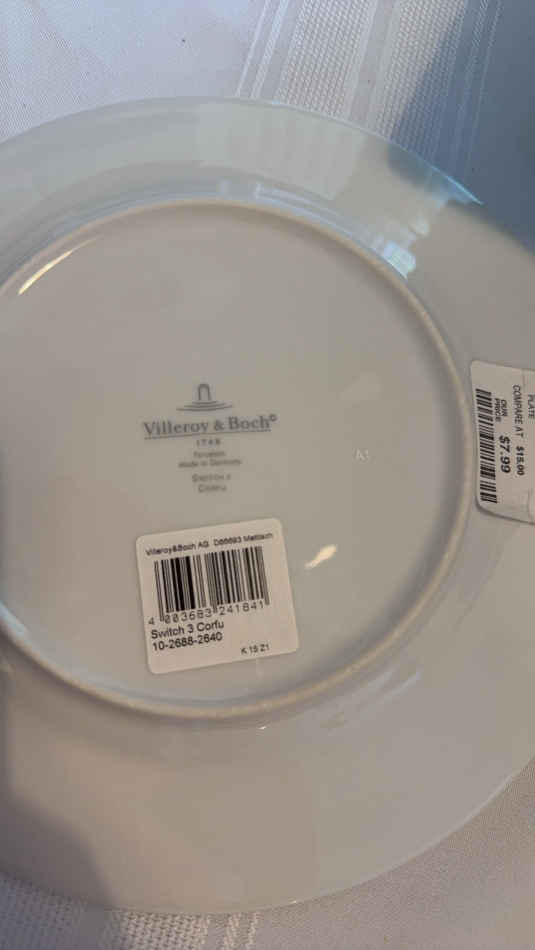 Villeroy & Boch©
1748
Porcelain
Made in Germany
Switch 3
Corfu
A1
Villeroy&Boch AG D66693 Mettlach
4 003683 241841
Switch 3 Corfu
10-2688-2640
K 15 Z1
PLATE
COMPARE AT $15.00
OUR
PRICE: $7.99